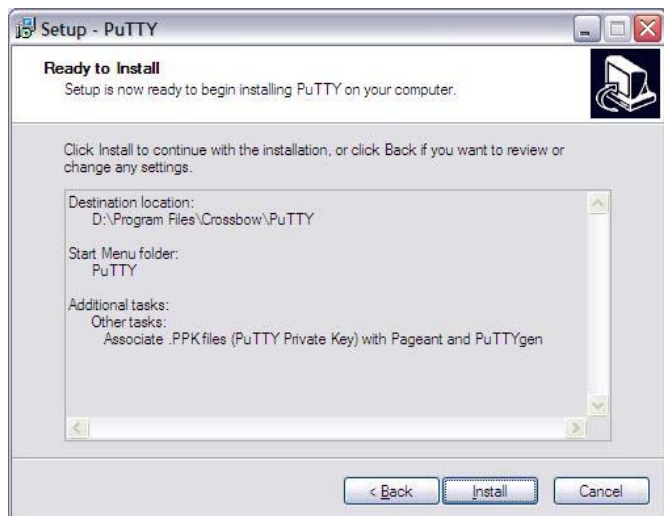 Setup - PuTTY
Ready to Install
Setup is now ready to begin installing PuTTY on your computer.
Click Install to continue with the installation, or click Back if you want to review or
change any settings.
Destination location:
D:\Program Files\Crossbow\PuTTY
Start Menu folder:
PuTTY
Additional tasks:
Other tasks:
Associate .PPK files (PuTTY Private Key) with Pageant and PuTTYgen
< Back
Install
Cancel